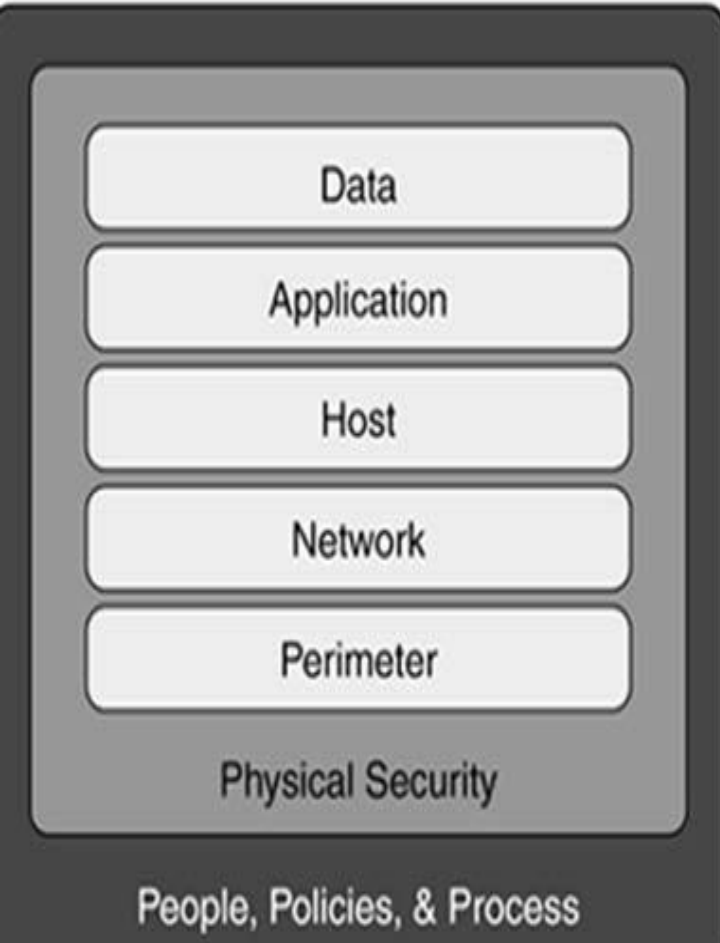 Data
Application
Host
Network
Perimeter
Physical Security
People, Policies, & Process